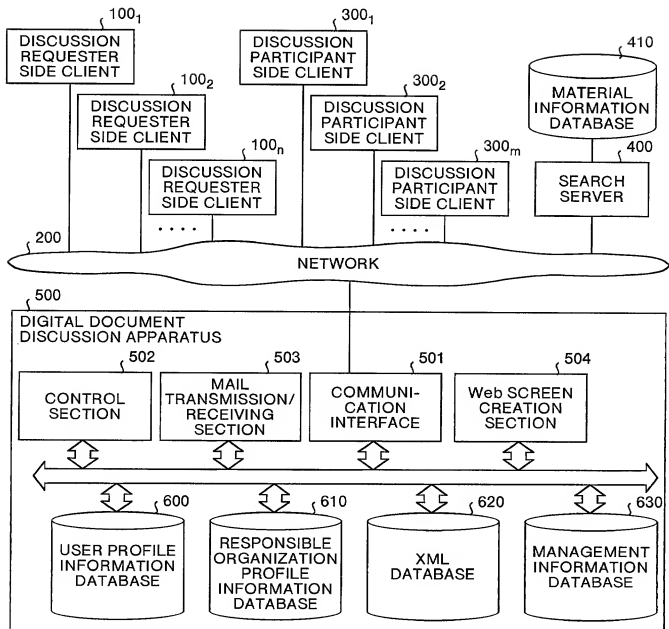 100₁
DISCUSSION
REQUESTER
SIDE CLIENT
100₂
DISCUSSION
REQUESTER
SIDE CLIENT
100ₙ
DISCUSSION
REQUESTER
SIDE CLIENT
....
300₁
DISCUSSION
PARTICIPANT
SIDE CLIENT
300₂
DISCUSSION
PARTICIPANT
SIDE CLIENT
300ₘ
DISCUSSION
PARTICIPANT
SIDE CLIENT
....
410
MATERIAL
INFORMATION
DATABASE
400
SEARCH
SERVER
200
NETWORK
500
DIGITAL DOCUMENT
DISCUSSION APPARATUS
502
CONTROL
SECTION
503
MAIL
TRANSMISSION/
RECEIVING
SECTION
501
COMMUNI-
CATION
INTERFACE
504
Web SCREEN
CREATION
SECTION
600
USER PROFILE
INFORMATION
DATABASE
610
RESPONSIBLE
ORGANIZATION
PROFILE
INFORMATION
DATABASE
620
XML
DATABASE
630
MANAGEMENT
INFORMATION
DATABASE